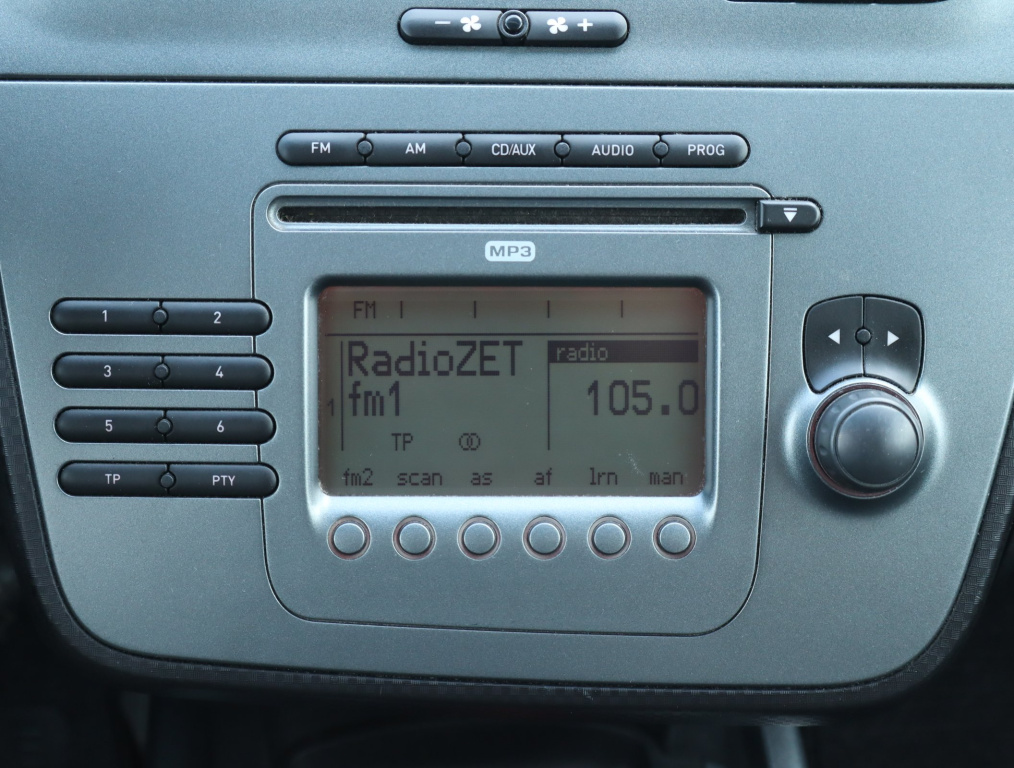 − +
FM AM CD/AUX AUDIO PROG
MP3
1 2
3 4
5 6
TP PTY
FM
RadioZET radio
1 fm1 105.0
TP
fm2 scan as af lrn man